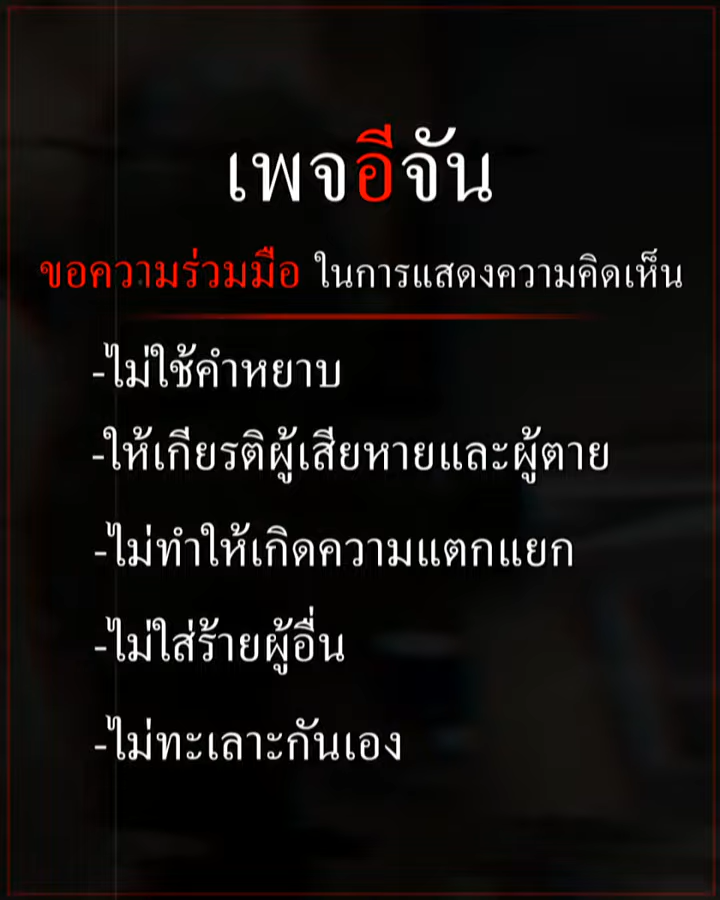 เพจอีจัน
ขอความร่วมมือ ในการแสดงความคิดเห็น
-ไม่ใช้คำหยาบ
-ให้เกียรติผู้เสียหายและผู้ตาย
-ไม่ทำให้เกิดความแตกแยก
-ไม่ใส่ร้ายผู้อื่น
-ไม่ทะเลาะกันเอง